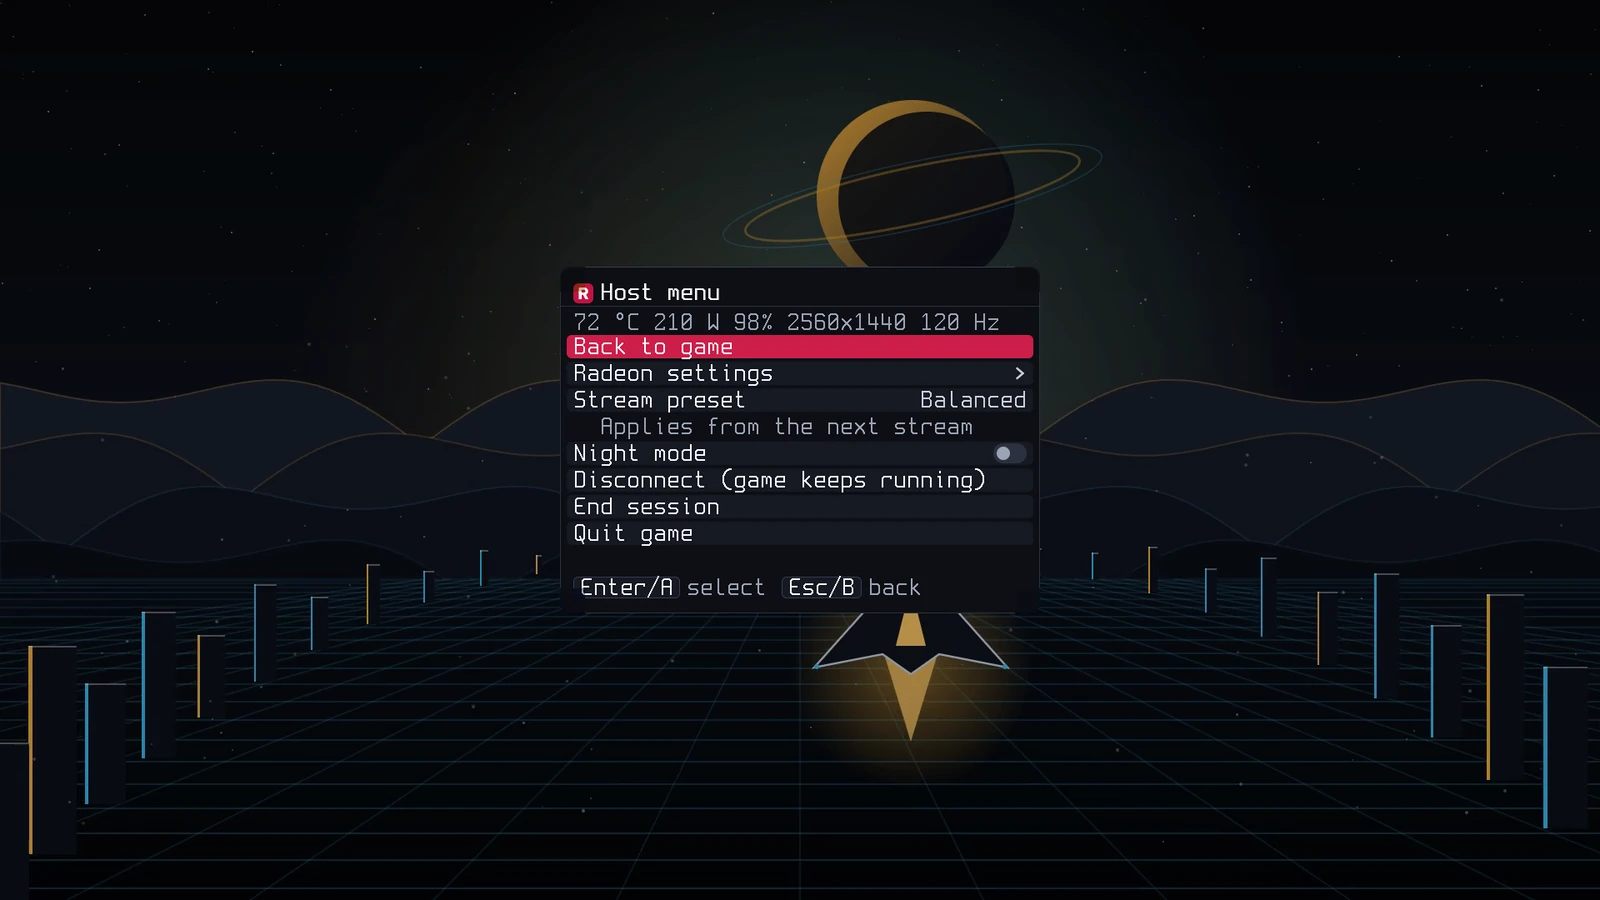 R Host menu
72 °C 210 W 98% 2560x1440 120 Hz
Back to game
Radeon settings >
Stream preset Balanced
Applies from the next stream
Night mode
Disconnect (game keeps running)
End session
Quit game
Enter/A select Esc/B back